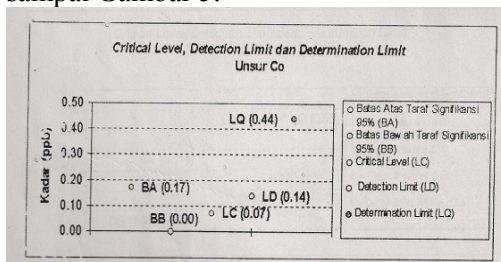 Critical Level, Detection Limit dan Determination Limit
Unsur Co
Kadar (ppb)
0.50
0.40
0.30
0.20
0.10
0.00
LQ (0.44)
BA (0.17)
LD (0.14)
LC (0.07)
BB (0.00)
Batas Atas Taraf Signifikansi
95% (BA)
Batas Bawah Taraf Signifikansi
95% (BB)
Critical Level (LC)
Detection Limit (LD)
Determination Limit (LQ)